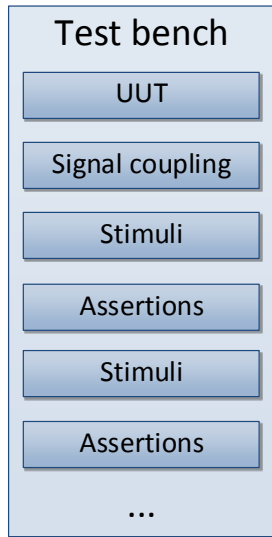 Test bench
UUT
Signal coupling
Stimuli
Assertions
Stimuli
Assertions
...